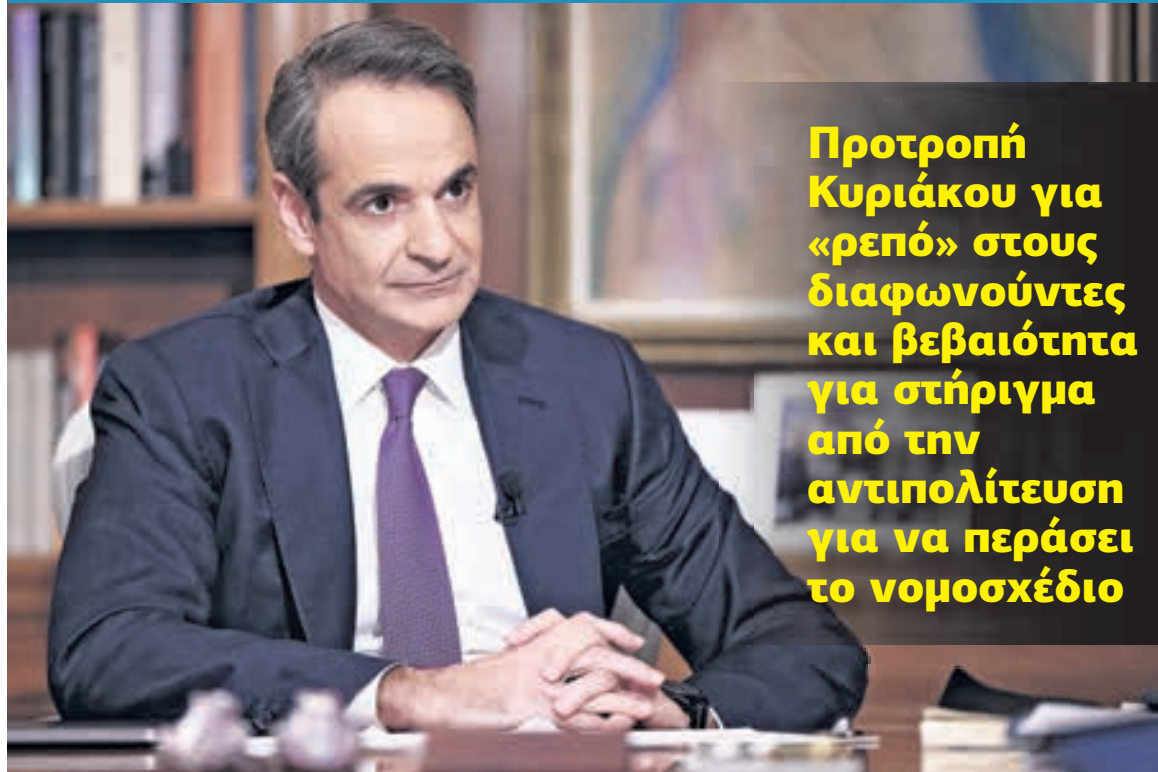 Προτροπή
Κυριάκου για
«ρεπό» στους
διαφωνούντες
και βεβαιότητα
για στήριγμα
από την
αντιπολίτευση
για να περάσει
το νομοσχέδιο